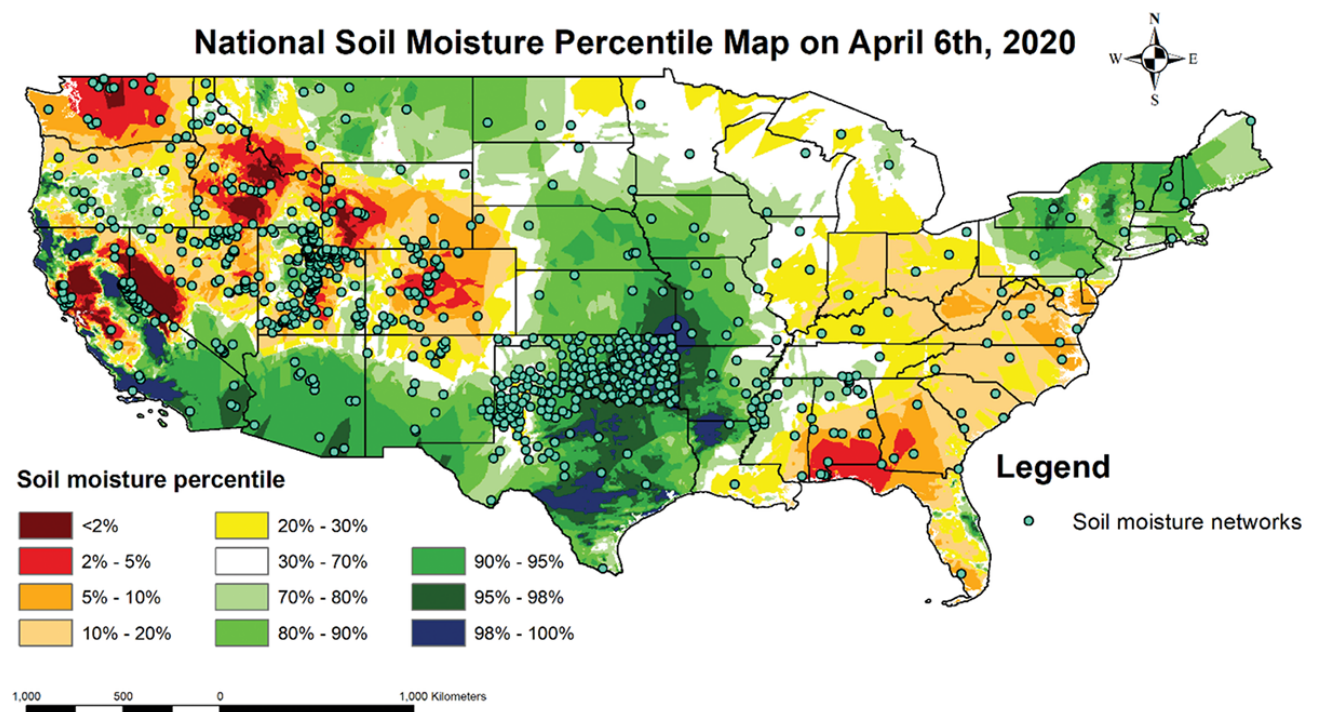 National Soil Moisture Percentile Map on April 6th, 2020
N
W E
S
Soil moisture percentile
<2%
2% - 5%
5% - 10%
10% - 20%
20% - 30%
30% - 70%
70% - 80%
80% - 90%
90% - 95%
95% - 98%
98% - 100%
Legend
Soil moisture networks
1,000 500 0 1,000 Kilometers